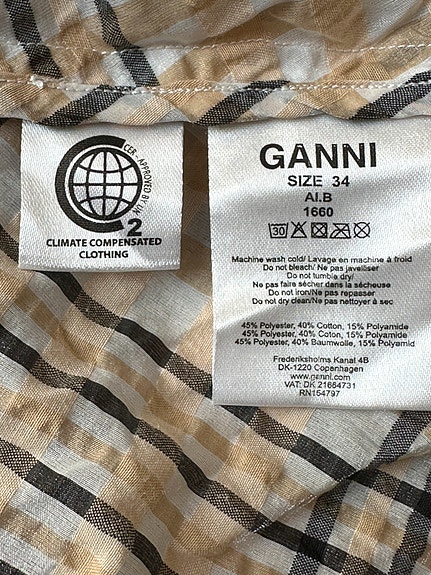 CER - APPROVED BY UN
2
CLIMATE COMPENSATED
CLOTHING
GANNI
SIZE 34
AI.B
1660
30
Machine wash cold/ Lavage en machine à froid
Do not bleach/ Ne pas javeliser
Do not tumble dry/
Ne pas faire sécher dans la sécheuse
Do not iron/Ne pas repasser
Do not dry clean/Ne pas nettoyer à sec
45% Polyester, 40% Cotton, 15% Polyamide
45% Polyester, 40% Coton, 15% Polyamide
45% Polyester, 40% Baumwolle, 15% Polyamid
Frederiksholms Kanal 4B
DK-1220 Copenhagen
www.ganni.com
VAT: DK 21664731
RN154797